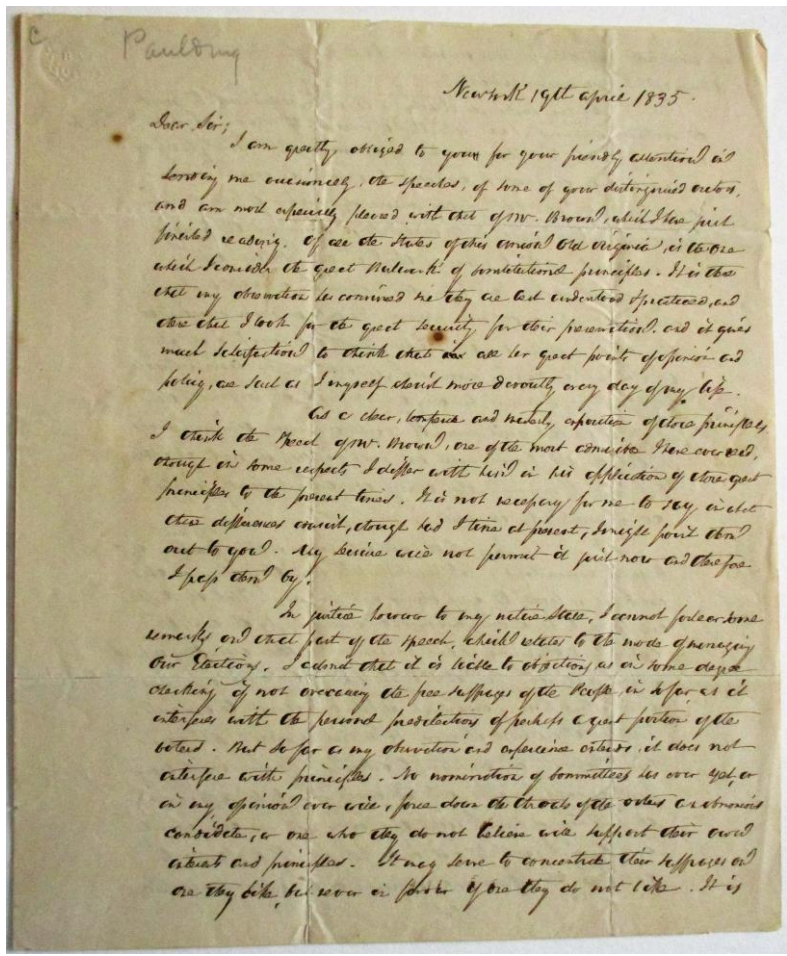 C
Paulding
New York 19th april 1835.
Dear Sir;
I am greatly obliged to you for your friendly attention in
sending me occasionely, the speeches, of some of your distinguised orators,
and am most especiely pleased with that of Mr. Brown, which I have just
finished reading. Of all the States of this Union Old Virginia, is the one
which I consider the great Bulwark of constitutional principles. It is there
that my observation has convinced me they are best understood & practiced, and
there that I look for the great security for their preservation. and it gives
much satisfaction to think that all her great points of opinion and
policy, are such as I myself cherish more devoutly every day of my life.
As a clear, and masterly exposition of those principles
I think the Speech of Mr. Brown, one of the most admirable I have ever read,
though in some respects I differ with him in his application of those great
principles to the present times. It is not necessary for me to say in what
these differences consist, though had I time at present, I might point them
out to you. My leisure will not permit it just now and therefore
I pass them by.
In justice however to my native State, I cannot forbear some
remarks on that part of the speech, which relates to the mode of managing
Our Elections. I admit that it is liable to objections as in some degree
checking if not overawing the free suffrages of the People, in so far as it
interferes with the personal predilections of perhaps a great portion of the
voters. But so far as my observation and experience extends, it does not
interfere with principles. No nomination of Committees has ever yet, or
in my opinion ever will, force down the throats of the voters an obnoxious
candidate, or one who they do not believe will support their own
interests and principles. It may serve to concentrate their suffrages on
one they like, but never in favour of one they do not like. It is